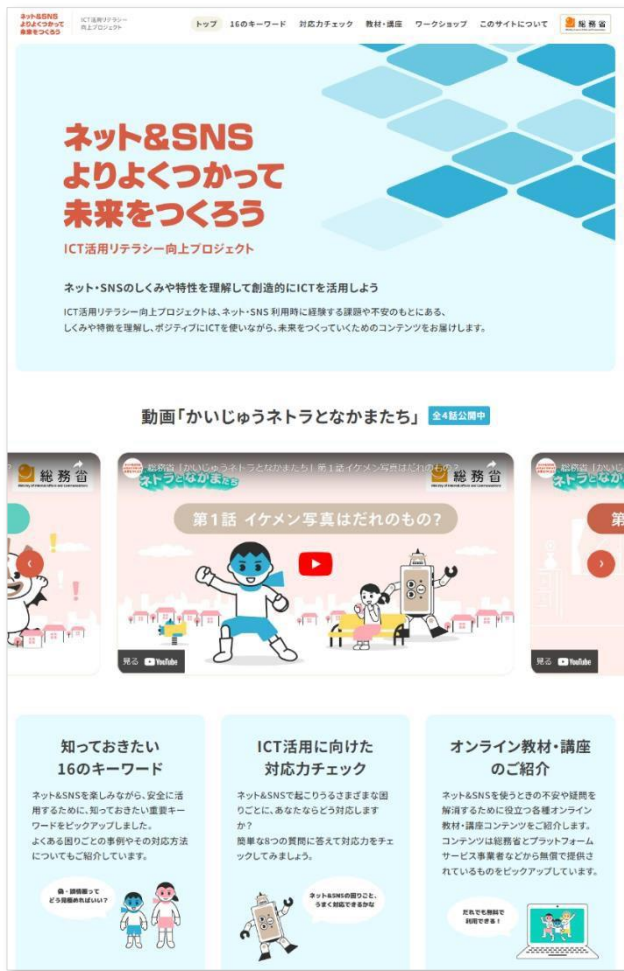 ネット&SNS
よりよくつかって
未来をつくろう
ICT活用リテラシー
向上プロジェクト
トップ 16のキーワード 対応力チェック 教材・講座 ワークショップ このサイトについて 総務省
ネット&SNS
よりよくつかって
未来をつくろう
ICT活用リテラシー向上プロジェクト
ネット・SNSのしくみや特性を理解して創造的にICTを活用しよう
ICT活用リテラシー向上プロジェクトは、ネット・SNS 利用時に経験する課題や不安のもとにある、
しくみや特徴を理解し、ポジティブにICTを使いながら、未来をつくっていくためのコンテンツをお届けします。
動画「かいじゅうネトラとなかまたち」 全4話公開中
総務省
総務省「かいじゅうネトラとなかまたち」第1話イケメン写真はだれのもの?
ネトラとなかまたち
総務省
第1話 イケメン写真はだれのもの?
見る YouTube
第
見る YouTube
知っておきたい
16のキーワード
ネット&SNSを楽しみながら、安全に活
用するために、知っておきたい重要キー
ワードをピックアップしました。
よくある困りごとの事例やその対応方法
についてもご紹介しています。
偽・誤情報って
どう見極めればいい?
ICT活用に向けた
対応力チェック
ネット&SNSで起こりうるさまざまな困
りごとに、あなたならどう対応します
か?
簡単な8つの質問に答えて対応力をチェ
ックしてみましょう。
ネット&SNSの困りごと、
うまく対応できるかな
オンライン教材・講座
のご紹介
ネット&SNSを使うときの不安や疑問を
解消するために役立つ各種オンライン
教材・講座コンテンツをご紹介します。
コンテンツは総務省とプラットフォーム
サービス事業者などから無償で提供さ
れているものをピックアップしています。
だれでも無料で
利用できる!